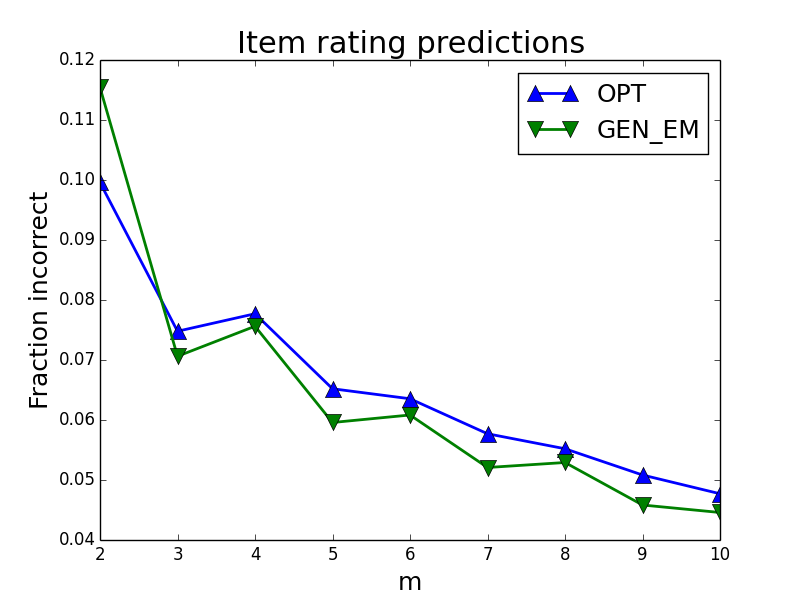 Item rating predictions
OPT
GEN_EM
Fraction incorrect
0.12
0.11
0.10
0.09
0.08
0.07
0.06
0.05
0.04
2 3 4 5 6 7 8 9 10
m